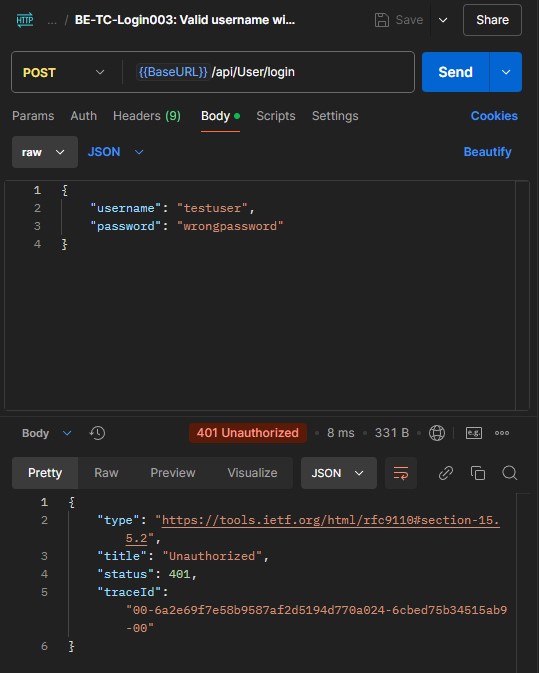 HTTP ... / BE-TC-Login003: Valid username wi... Save Share
POST {{BaseURL}} /api/User/login Send
Params Auth Headers (9) Body Scripts Settings Cookies
raw JSON Beautify
1 {
2 "username": "testuser",
3 "password": "wrongpassword"
4 }
Body 401 Unauthorized • 8 ms • 331 B e.g.
Pretty Raw Preview Visualize JSON
1 {
2 "type": "https://tools.ietf.org/html/rfc9110#section-15.
5.2",
3 "title": "Unauthorized",
4 "status": 401,
5 "traceId":
"00-6a2e69f7e58b9587af2d5194d770a024-6cbed75b34515ab9
-00"
6 }